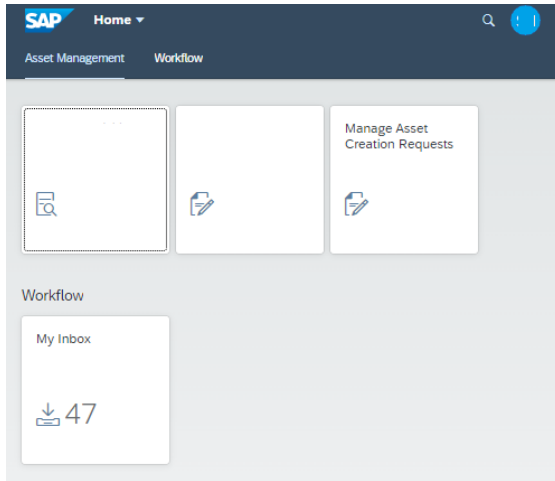 SAP Home
Asset Management Workflow
Manage Asset
Creation Requests
Workflow
My Inbox
47